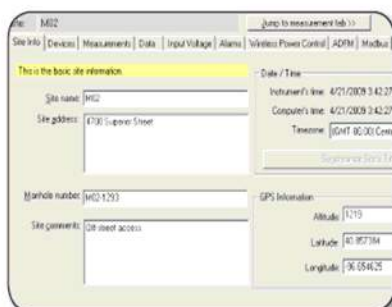 M02 Jump to measurement tab >>
Site Info Devices Measurements Data Input Voltage Alarms Wireless Power Control ADFM Modbus
This is the basic site information. Date / Time
Instrument's time: 4/21/2009 3:42:27
Site name: M02 Computer's time: 4/21/2009 3:42:27
Site address: 4700 Superior Street Timezone:
Manhole number: M02-1293 GPS Information
Site comments: Off-street access Altitude: 1219
Latitude: 40.857384
Longitude: -96.654625